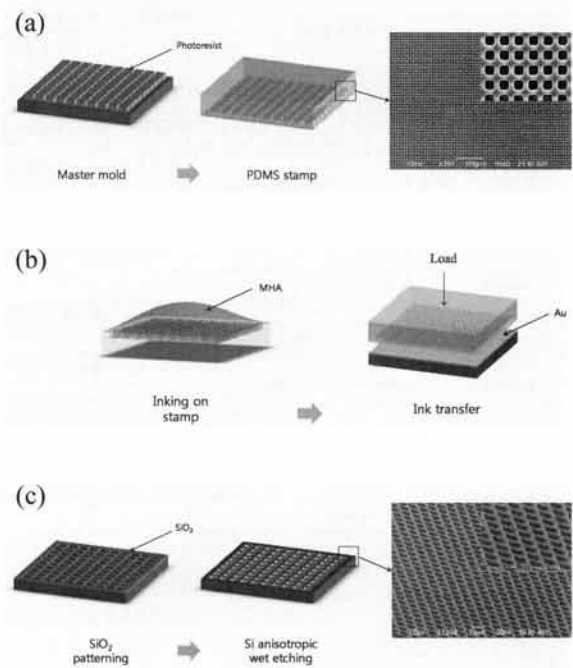 (a)
Photoresist
Master mold
PDMS stamp
(b)
MHA
Load
Au
Inking on
stamp
Ink transfer
(c)
SiO₂
SiO₂
patterning
Si anisotropic
wet etching